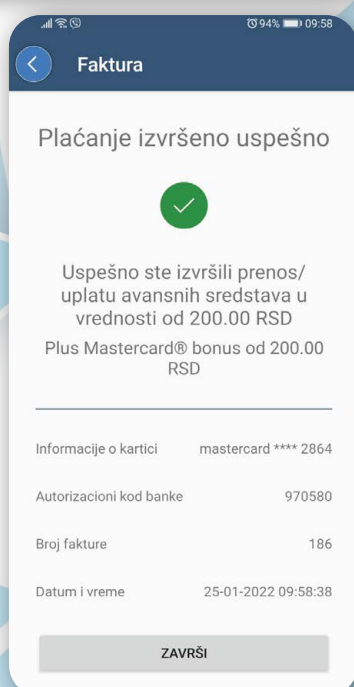 94% 09:58
Faktura
Plaćanje izvršeno uspešno
Uspešno ste izvršili prenos/
uplatu avansnih sredstava u
vrednosti od 200.00 RSD
Plus Mastercard® bonus od 200.00
RSD
Informacije o kartici mastercard **** 2864
Autorizacioni kod banke 970580
Broj fakture 186
Datum i vreme 25-01-2022 09:58:38
ZAVRŠI